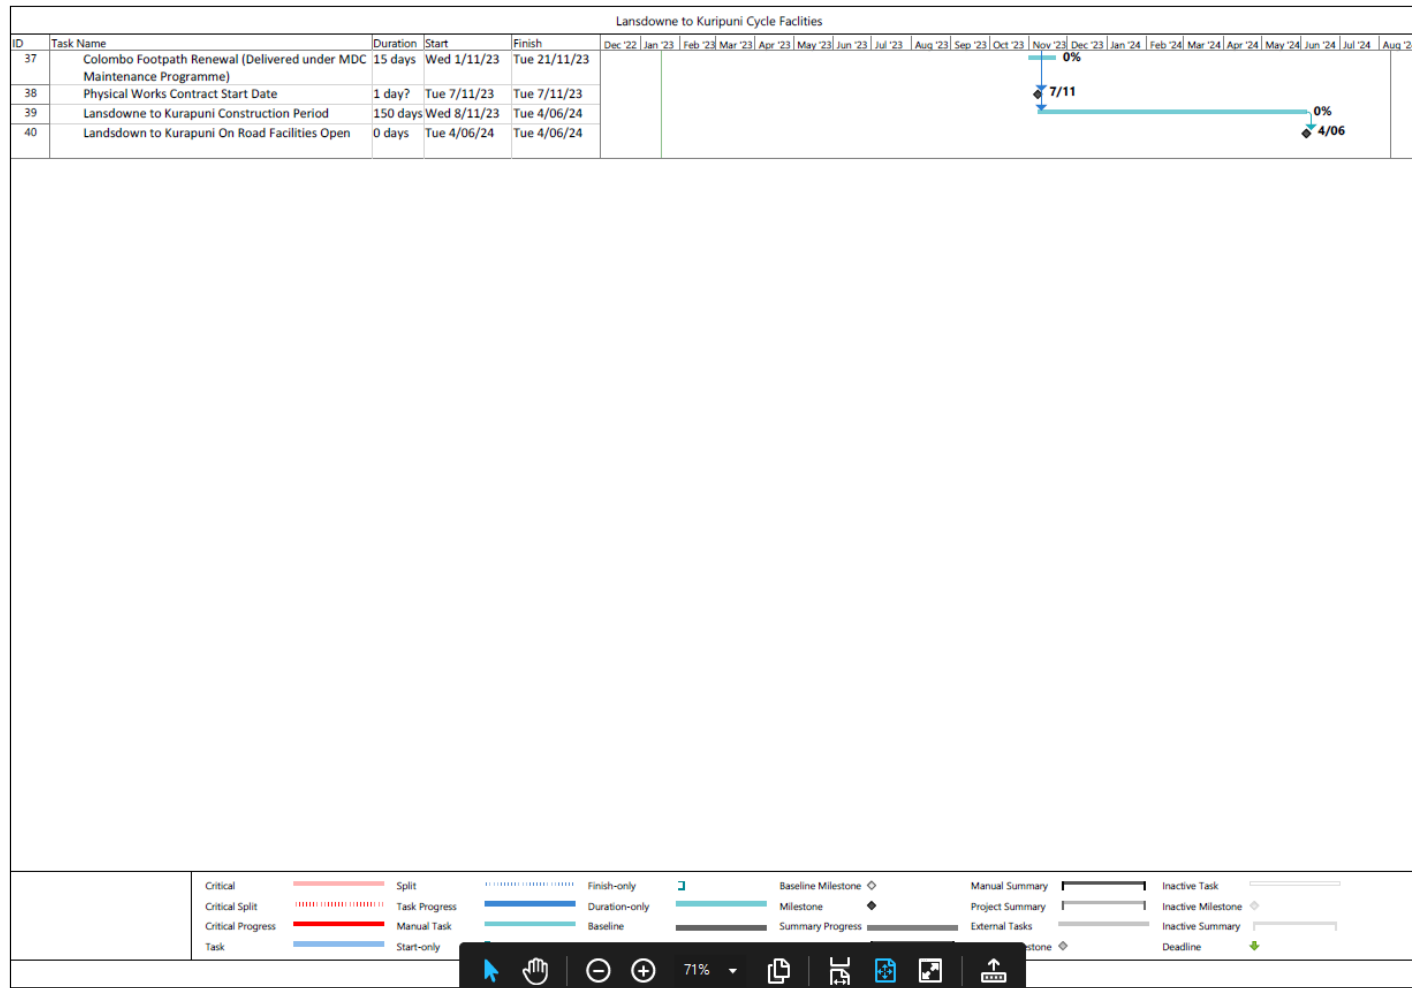 Lansdowne to Kuripuni Cycle Faclities
ID Task Name Duration Start Finish Dec '22 Jan '23 Feb '23 Mar '23 Apr '23 May '23 Jun '23 Jul '23 Aug '23 Sep '23 Oct '23 Nov '23 Dec '23 Jan '24 Feb '24 Mar '24 Apr '24 May '24 Jun '24 Jul '24 Aug '2
37 Colombo Footpath Renewal (Delivered under MDC 15 days Wed 1/11/23 Tue 21/11/23 0%
Maintenance Programme)
38 Physical Works Contract Start Date 1 day? Tue 7/11/23 Tue 7/11/23 7/11
39 Lansdowne to Kurapuni Construction Period 150 days Wed 8/11/23 Tue 4/06/24 0%
40 Landsdown to Kurapuni On Road Facilities Open 0 days Tue 4/06/24 Tue 4/06/24 4/06
Critical Split Finish-only Baseline Milestone Manual Summary Inactive Task
Critical Split Task Progress Duration-only Milestone Project Summary Inactive Milestone
Critical Progress Manual Task Baseline Summary Progress External Tasks Inactive Summary
Task Start-only stone Deadline
71%